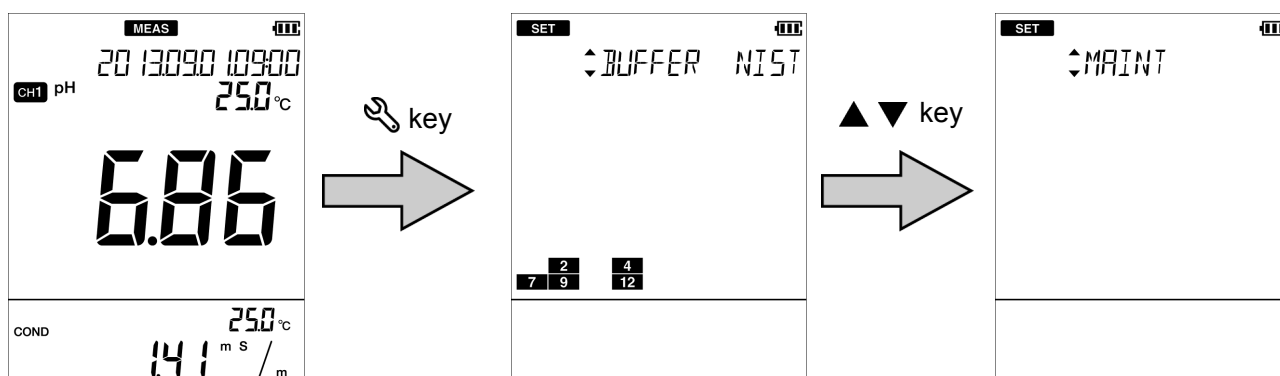 MEAS
2013.09.01.09:00
CH1 pH
25.0 °C
6.86
COND
25.0 °C
1.41 m S / m
key
SET
BUFFER NIST
2 4
7 9 12
▲ ▼ key
SET
MAINT